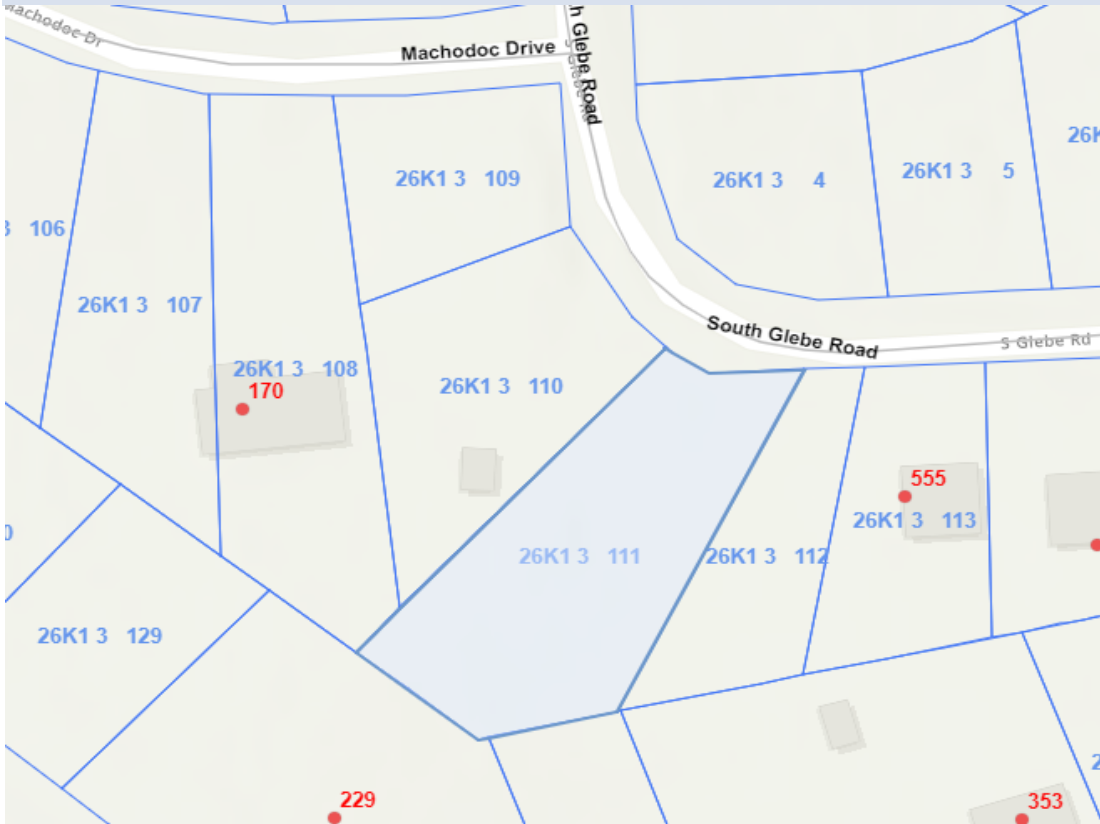 Machodoc Dr
Machodoc Drive
h Glebe Road
S Glebe Rd
26K1 3 109
26K1 3 4
26K1 3 5
26K
3 106
26K1 3 107
26K1 3 108
170
26K1 3 110
South Glebe Road
S Glebe Rd
555
26K1 3 113
26K1 3 111
26K1 3 112
0
26K1 3 129
229
353
2